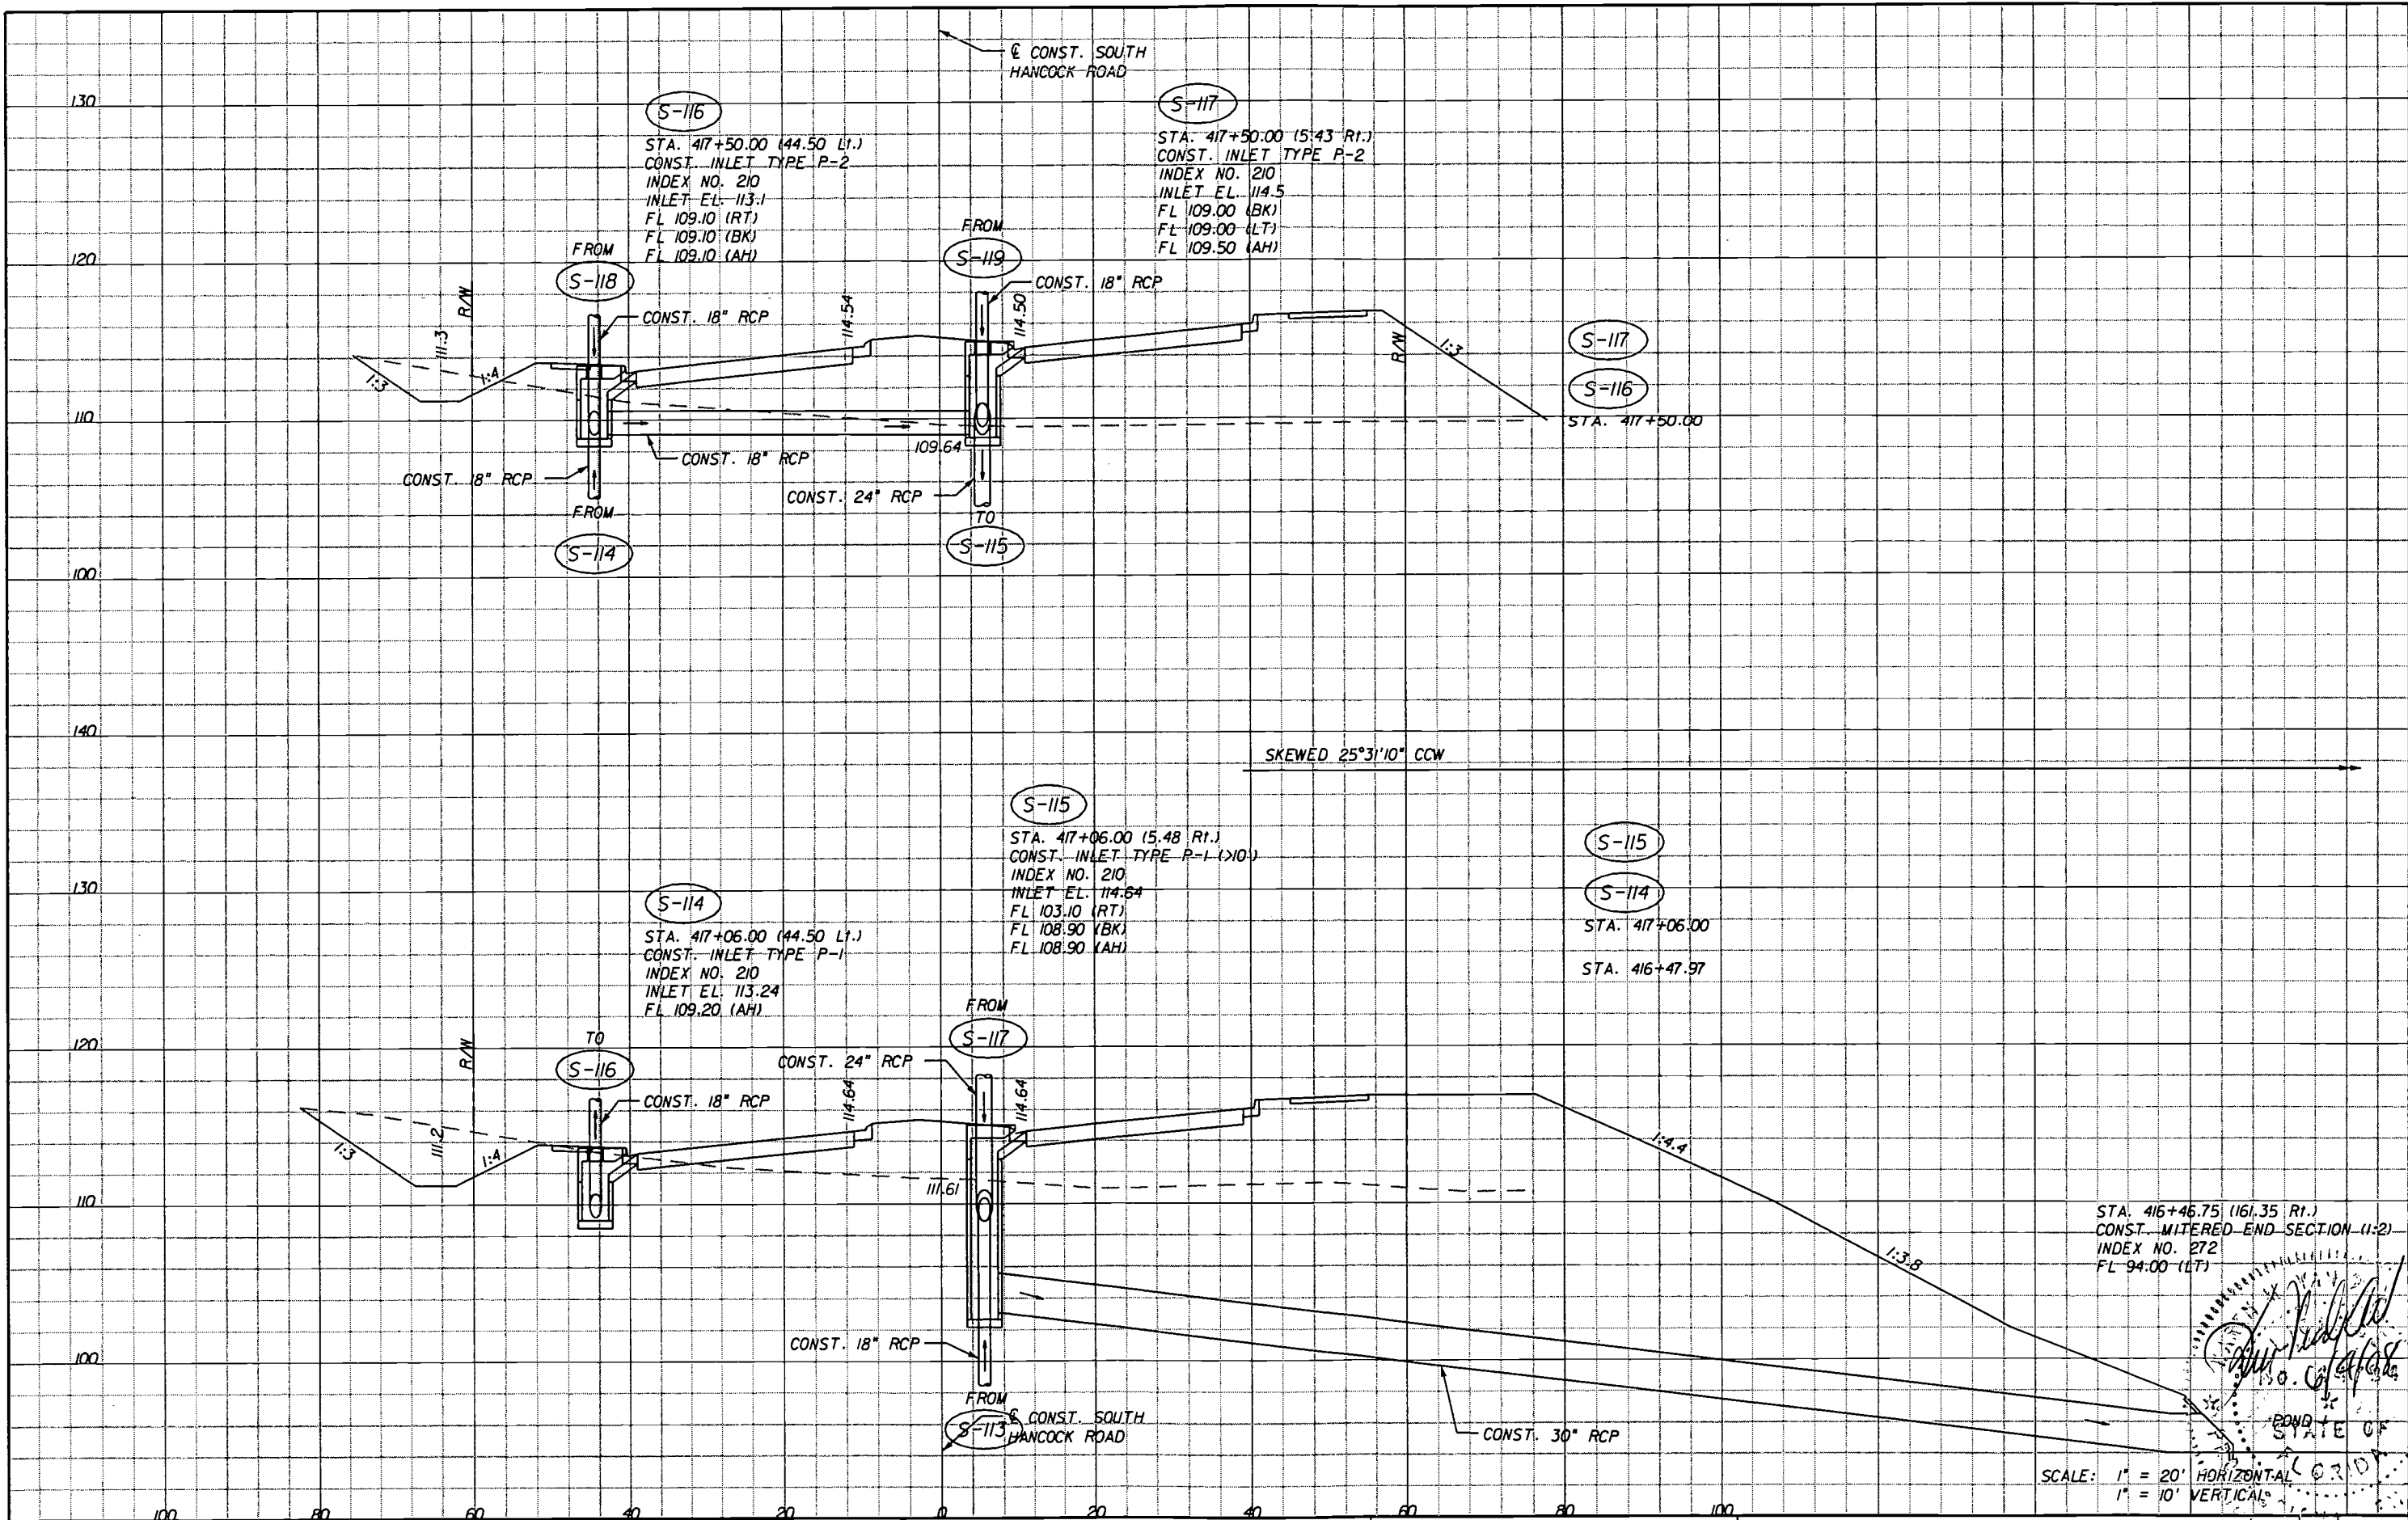 ℄ CONST. SOUTH
HANCOCK ROAD
130
S-116
STA. 417+50.00 (44.50 Lt.)
CONST. INLET TYPE P-2
INDEX NO. 210
INLET EL. 113.1
FL 109.10 (RT)
FL 109.10 (BK)
FL 109.10 (AH)
S-117
STA. 417+50.00 (5.43 Rt.)
CONST. INLET TYPE P-2
INDEX NO. 210
INLET EL. 114.5
FL 109.00 (BK)
FL 109.00 (LT)
FL 109.50 (AH)
120
FROM
S-118
FROM
S-119
CONST. 18" RCP
R/W
111.3
CONST. 18" RCP
114.54
114.50
R/W
1:3
1:3
1:4
S-117
S-116
STA. 417+50.00
110
109.64
CONST. 18" RCP
CONST. 18" RCP
CONST. 24" RCP
FROM
S-114
TO
S-115
100
140
SKEWED 25°31'10" CCW
S-115
STA. 417+06.00 (5.48 Rt.)
CONST. INLET TYPE P-1 (>10')
INDEX NO. 210
INLET EL. 114.64
FL 103.10 (RT)
FL 108.90 (BK)
FL 108.90 (AH)
130
S-114
STA. 417+06.00 (44.50 Lt.)
CONST. INLET TYPE P-1
INDEX NO. 210
INLET EL. 113.24
FL 109.20 (AH)
S-115
S-114
STA. 417+06.00
STA. 416+47.97
120
R/W
TO
S-116
FROM
S-117
CONST. 24" RCP
CONST. 18" RCP
114.64
114.64
111.2
1:3
1:4
1:4.4
111.61
110
1:3.8
STA. 416+46.75 (161.35 Rt.)
CONST. MITERED END SECTION (1:2)
INDEX NO. 272
FL 94.00 (LT)
CONST. 18" RCP
100
FROM
S-113
℄ CONST. SOUTH
HANCOCK ROAD
CONST. 30" RCP
POND
STATE OF
FLORIDA
SCALE: 1" = 20' HORIZONTAL
1" = 10' VERTICAL
100 80 60 40 20 0 20 40 60 80 100